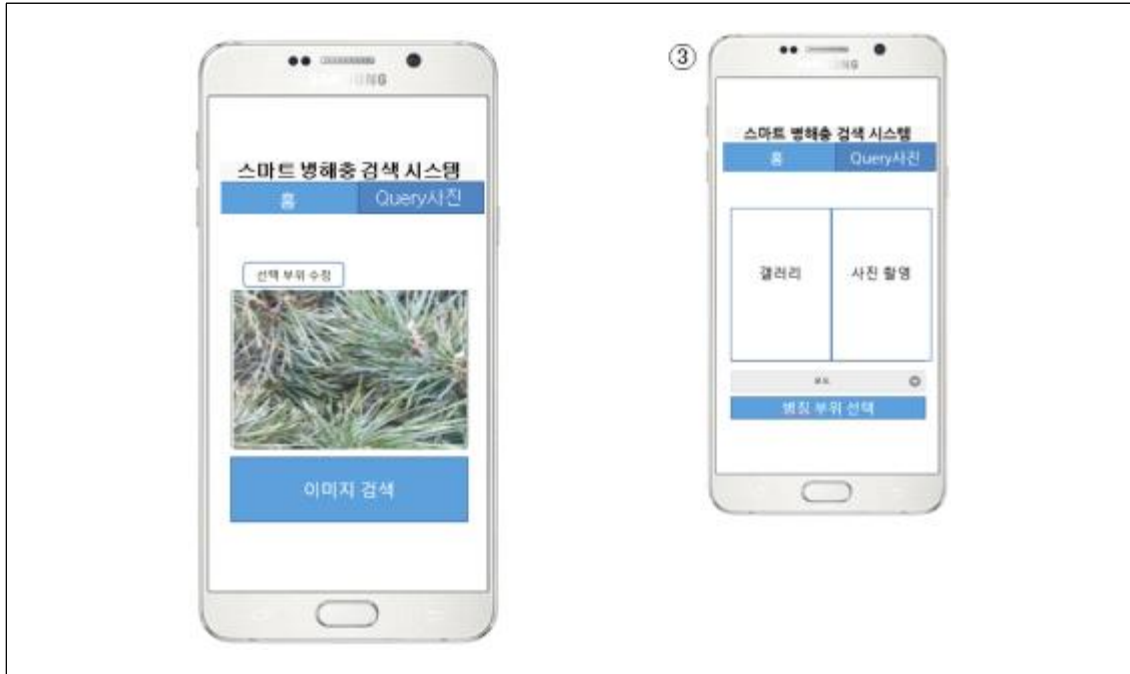 스마트 병해충 검색 시스템
홈
Query사진
선택 부위 수정
이미지 검색
③
스마트 병해충 검색 시스템
홈
Query사진
갤러리
사진 촬영
병징 부위 선택